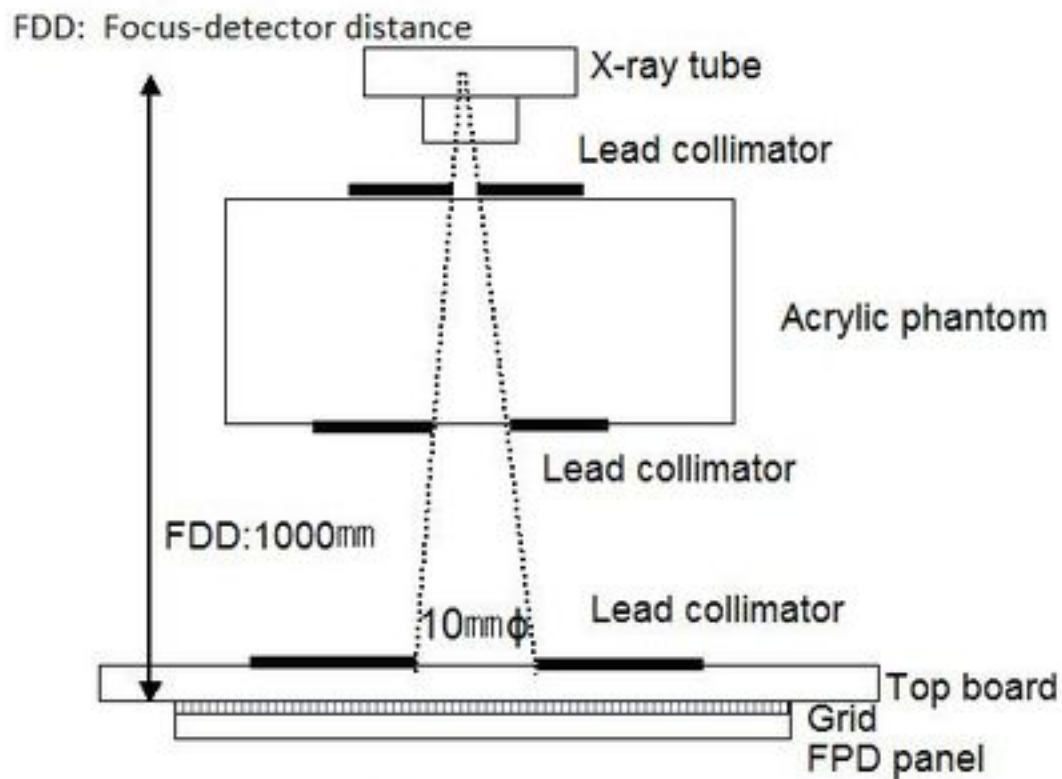 FDD: Focus-detector distance
X-ray tube
Lead collimator
Acrylic phantom
Lead collimator
FDD:1000mm
Lead collimator
10mmϕ
Top board
Grid
FPD panel